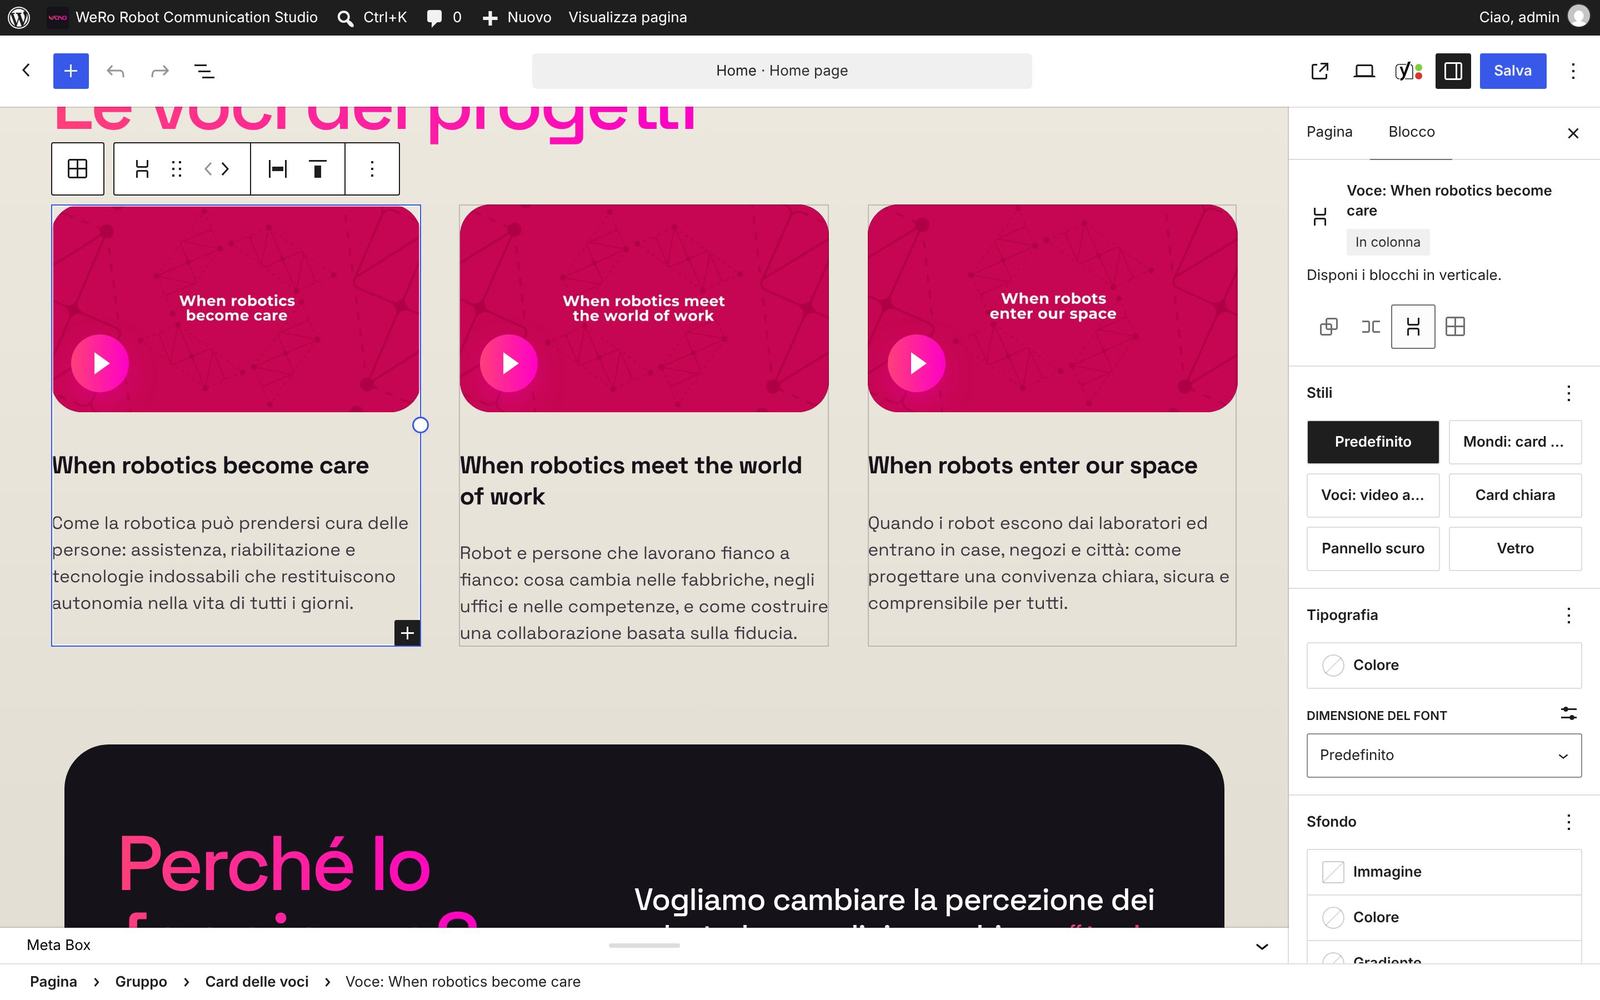 WeRo Robot Communication Studio
Ctrl+K
0
Nuovo
Visualizza pagina
Ciao, admin
Home · Home page
Salva
Le voci dei progetti
When robotics
become care
When robotics meet
the world of work
When robots
enter our space
When robotics become care
Come la robotica può prendersi cura delle
persone: assistenza, riabilitazione e
tecnologie indossabili che restituiscono
autonomia nella vita di tutti i giorni.
When robotics meet the world
of work
Robot e persone che lavorano fianco a
fianco: cosa cambia nelle fabbriche, negli
uffici e nelle competenze, e come costruire
una collaborazione basata sulla fiducia.
When robots enter our space
Quando i robot escono dai laboratori ed
entrano in case, negozi e città: come
progettare una convivenza chiara, sicura e
comprensibile per tutti.
Perché lo
Vogliamo cambiare la percezione dei
Pagina
Blocco
Voce: When robotics become
care
In colonna
Disponi i blocchi in verticale.
Stili
Predefinito
Mondi: card ...
Voci: video a...
Card chiara
Pannello scuro
Vetro
Tipografia
Colore
DIMENSIONE DEL FONT
Predefinito
Sfondo
Immagine
Colore
Gradiente
Meta Box
Pagina
Gruppo
Card delle voci
Voce: When robotics become care